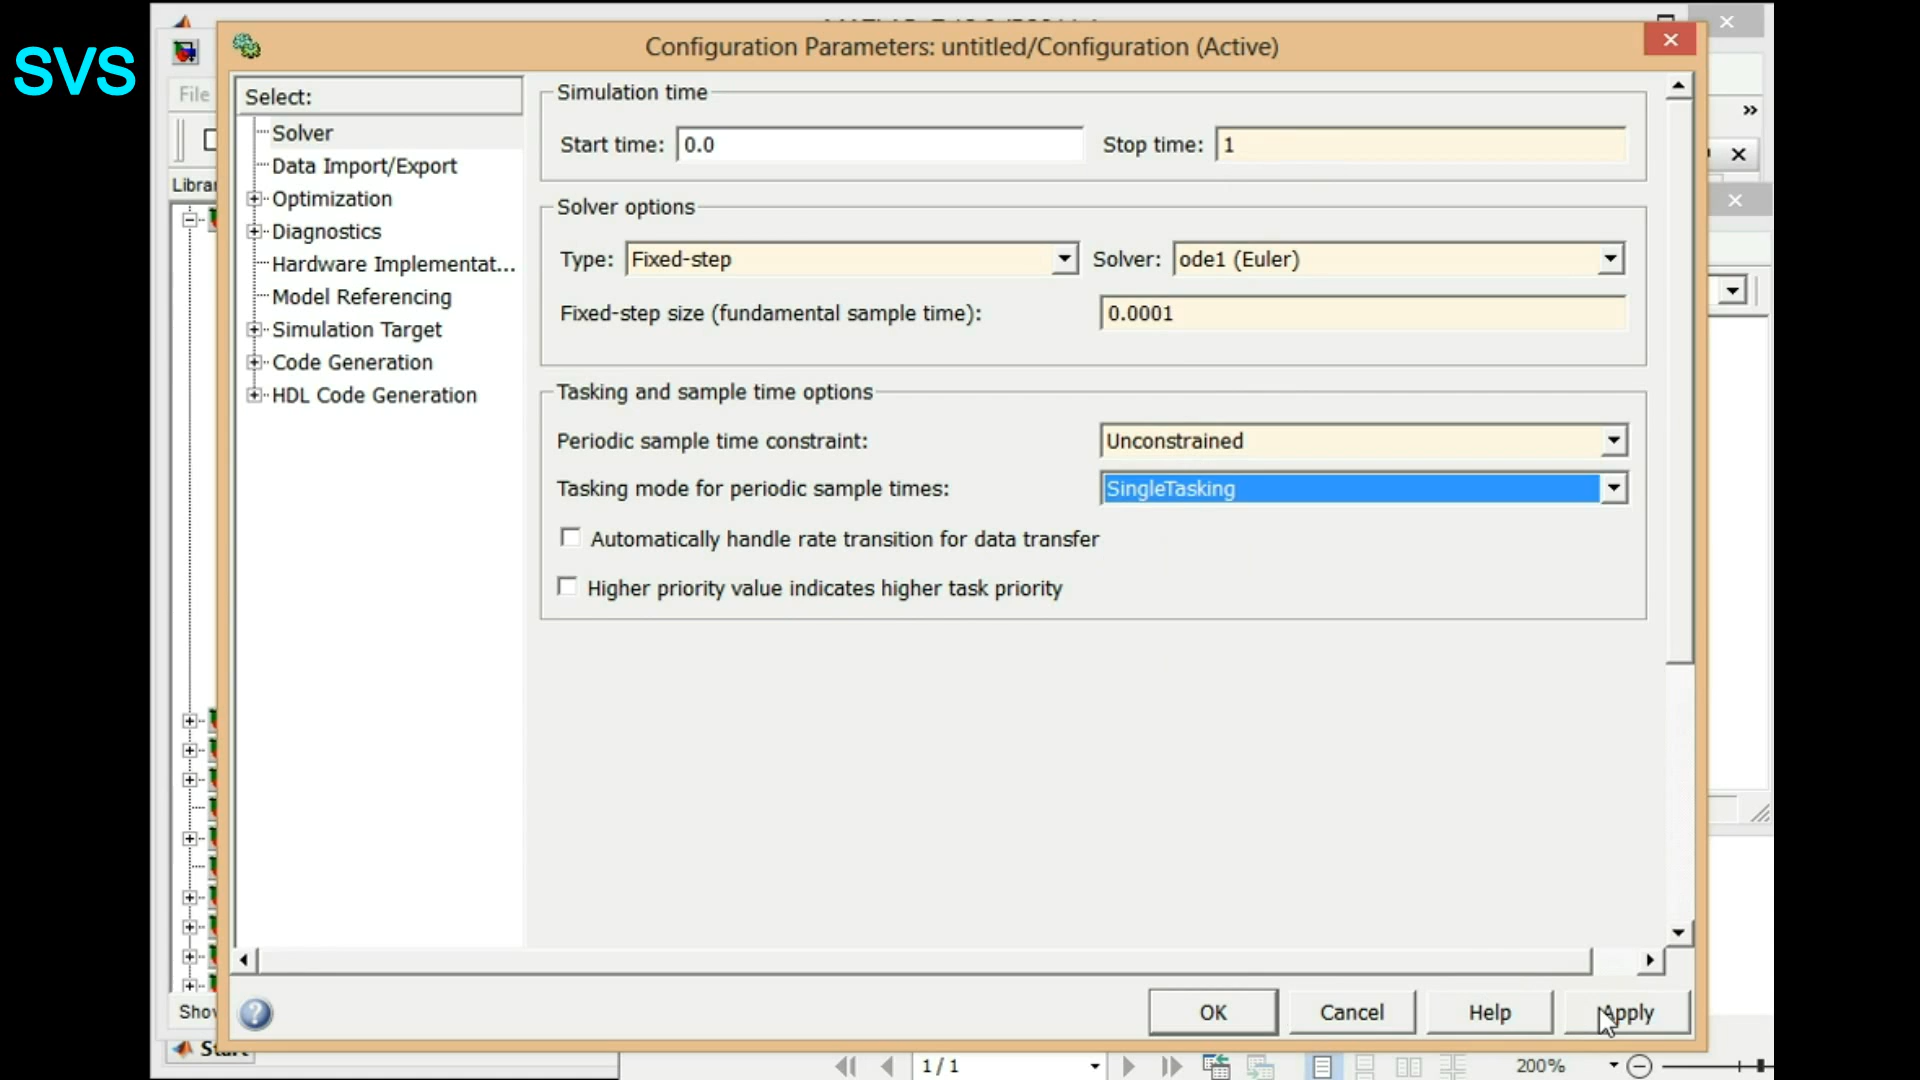 SVS
Configuration Parameters: untitled/Configuration (Active)
File
Select:
Solver
Data Import/Export
Optimization
Diagnostics
Hardware Implementat...
Model Referencing
Simulation Target
Code Generation
HDL Code Generation
Simulation time
Start time: 0.0 Stop time: 1
Solver options
Type: Fixed-step Solver: ode1 (Euler)
Fixed-step size (fundamental sample time): 0.0001
Tasking and sample time options
Periodic sample time constraint: Unconstrained
Tasking mode for periodic sample times: SingleTasking
Automatically handle rate transition for data transfer
Higher priority value indicates higher task priority
OK Cancel Help Apply
1 / 1 200%